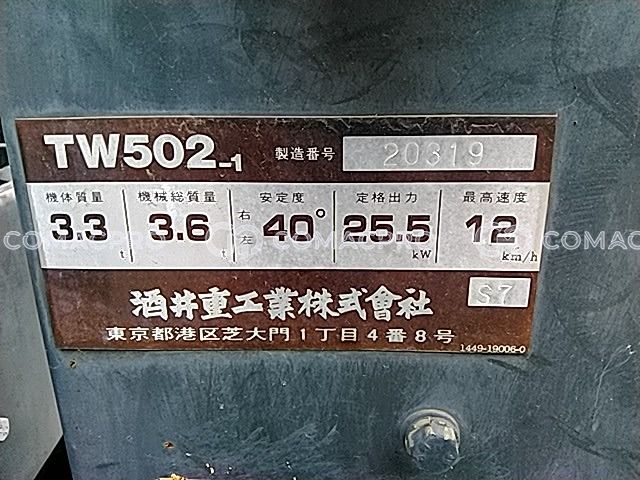 TW502-1 製造番号 20319
機体質量 機械総質量 安定度 定格出力 最高速度
3.3 t 3.6 t 右 左 40° 25.5 kW 12 km/h
酒井重工業株式會社 S7
東京都港区芝大門1丁目4番8号
1449-19006-0